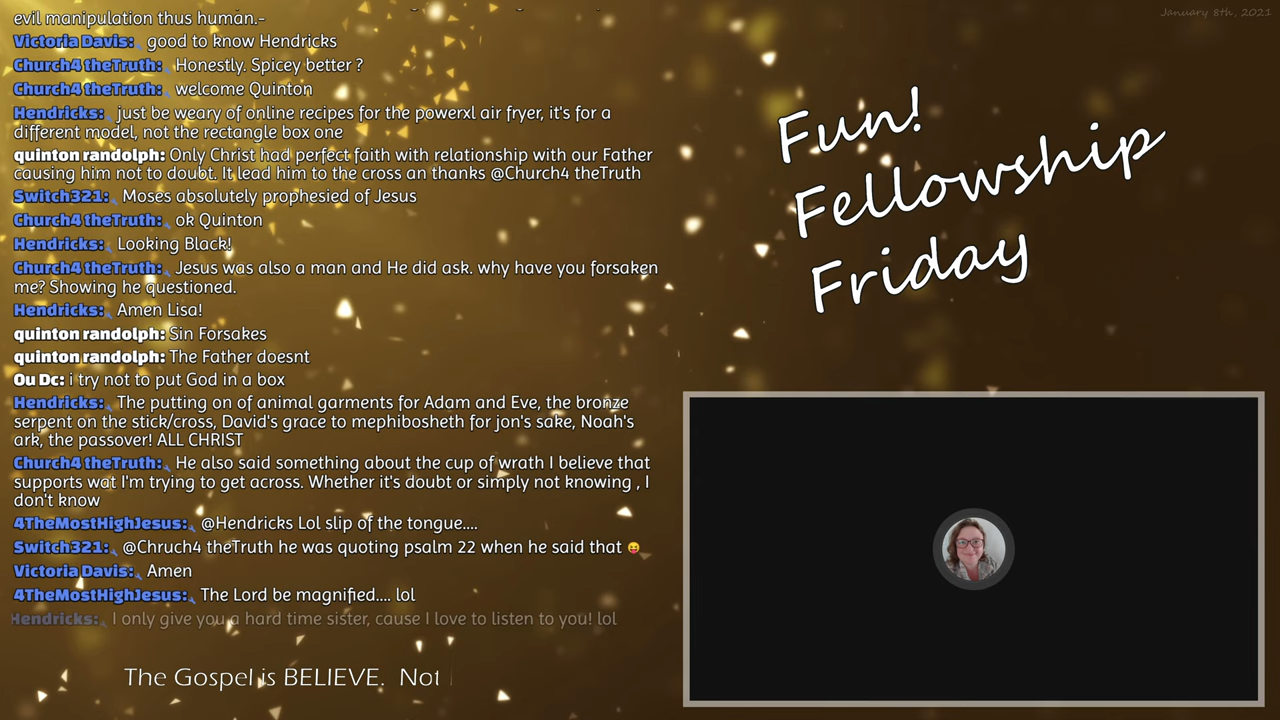 evil manipulation thus human.-
Victoria Davis: good to know Hendricks
Church4 theTruth: Honestly. Spicey better ?
Church4 theTruth: welcome Quinton
Hendricks: just be weary of online recipes for the powerxl air fryer, it's for a
different model, not the rectangle box one
quinton randolph: Only Christ had perfect faith with relationship with our Father
causing him not to doubt. It lead him to the cross an thanks @Church4 theTruth
Switch321: Moses absolutely prophesied of Jesus
Church4 theTruth: ok Quinton
Hendricks: Looking Black!
Church4 theTruth: Jesus was also a man and He did ask. why have you forsaken
me? Showing he questioned.
Hendricks: Amen Lisa!
quinton randolph: Sin Forsakes
quinton randolph: The Father doesnt
Ou Dc: i try not to put God in a box
Hendricks: The putting on of animal garments for Adam and Eve, the bronze
serpent on the stick/cross, David's grace to mephibosheth for jon's sake, Noah's
ark, the passover! ALL CHRIST
Church4 theTruth: He also said something about the cup of wrath I believe that
supports wat I'm trying to get across. Whether it's doubt or simply not knowing , I
don't know
4TheMostHighJesus: @Hendricks Lol slip of the tongue....
Switch321: @Chruch4 theTruth he was quoting psalm 22 when he said that 😝
Victoria Davis: Amen
4TheMostHighJesus: The Lord be magnified.... lol
Hendricks: I only give you a hard time sister, cause I love to listen to you! lol
The Gospel is BELIEVE. Not
January 8th, 2021
Fun!
Fellowship
Friday